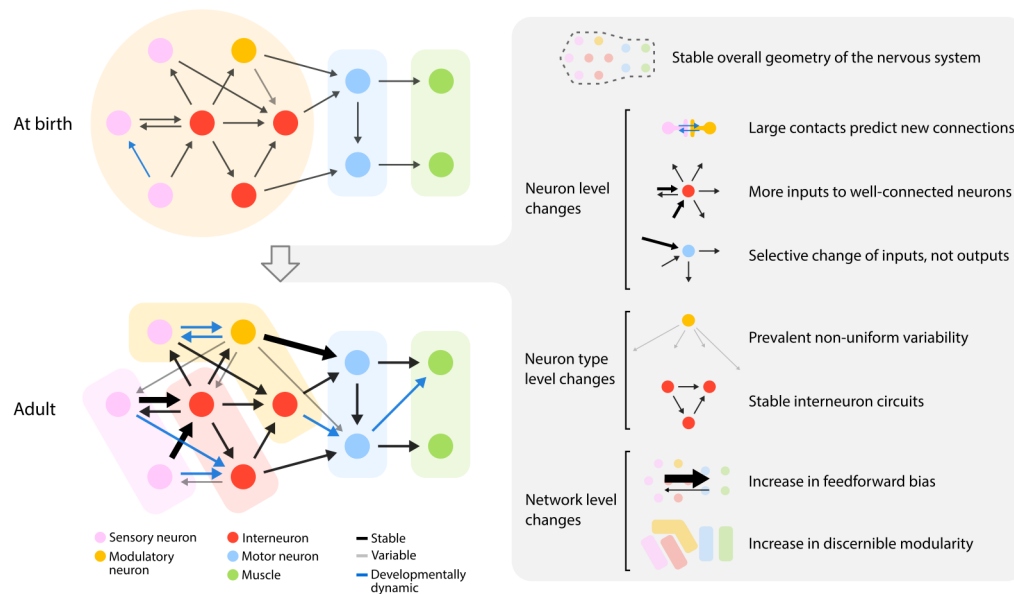 At birth
Adult
Sensory neuron
Modulatory
neuron
Interneuron
Motor neuron
Muscle
Stable
Variable
Developmentally
dynamic
Stable overall geometry of the nervous system
Neuron level
changes
Large contacts predict new connections
More inputs to well-connected neurons
Selective change of inputs, not outputs
Neuron type
level changes
Prevalent non-uniform variability
Stable interneuron circuits
Network level
changes
Increase in feedforward bias
Increase in discernible modularity